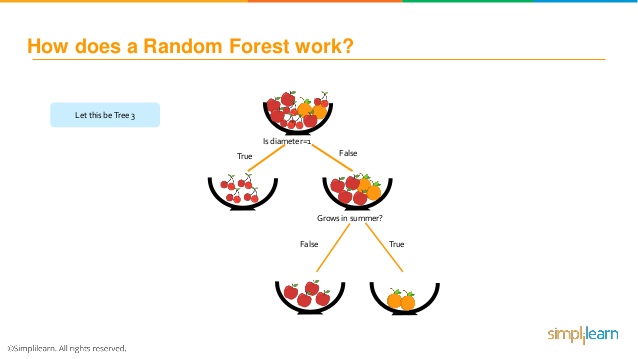 How does a Random Forest work?
Let this be Tree 3
Is diameter=1
True
False
Grows in summer?
False
True
simplilearn
©Simplilearn. All rights reserved.